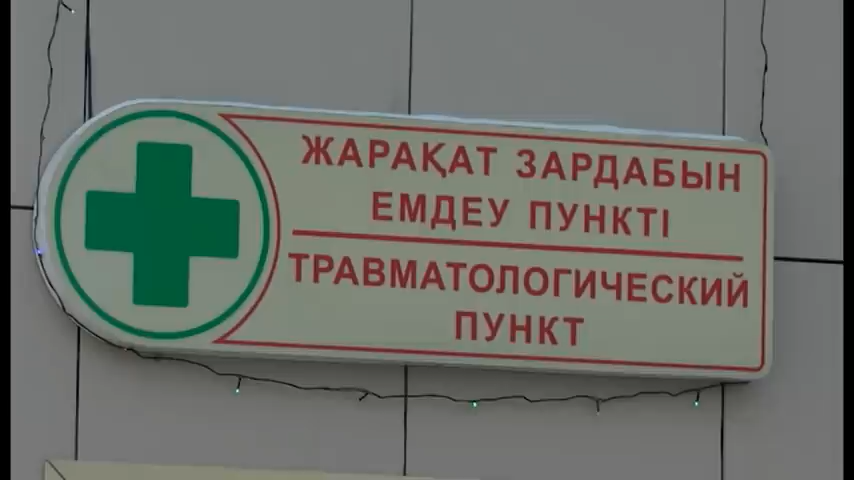 ЖАРАҚАТ ЗАРДАБЫН
ЕМДЕУ ПУНКТІ
ТРАВМАТОЛОГИЧЕСКИЙ
ПУНКТ